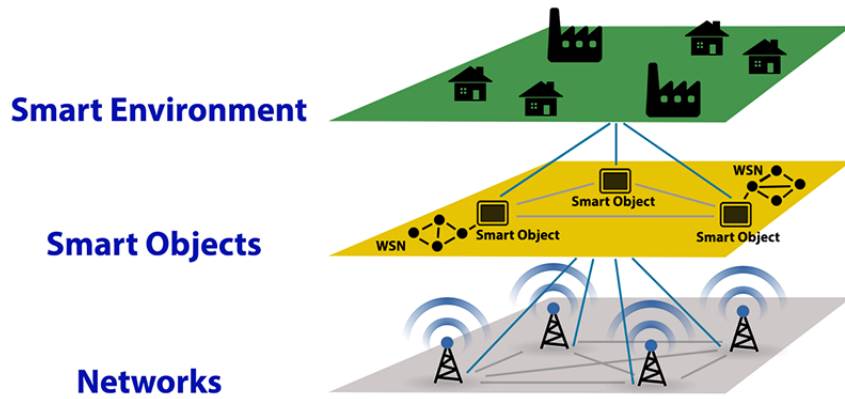 Smart Environment
WSN
Smart Object
Smart Objects
WSN
Smart Object
Smart Object
Networks